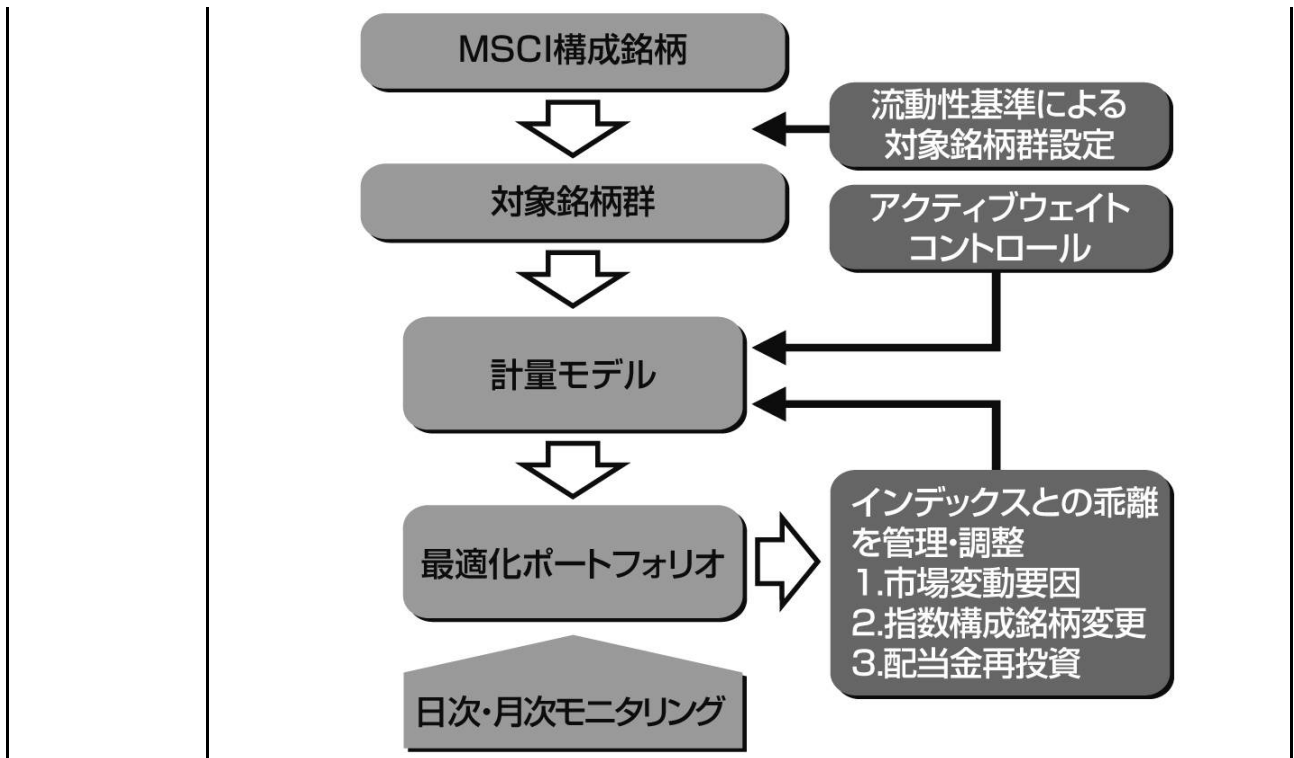 MSCI構成銘柄
流動性基準による
対象銘柄群設定
対象銘柄群
アクティブウェイト
コントロール
計量モデル
最適化ポートフォリオ
インデックスとの乖離
を管理・調整
1.市場変動要因
2.指数構成銘柄変更
3.配当金再投資
日次・月次モニタリング